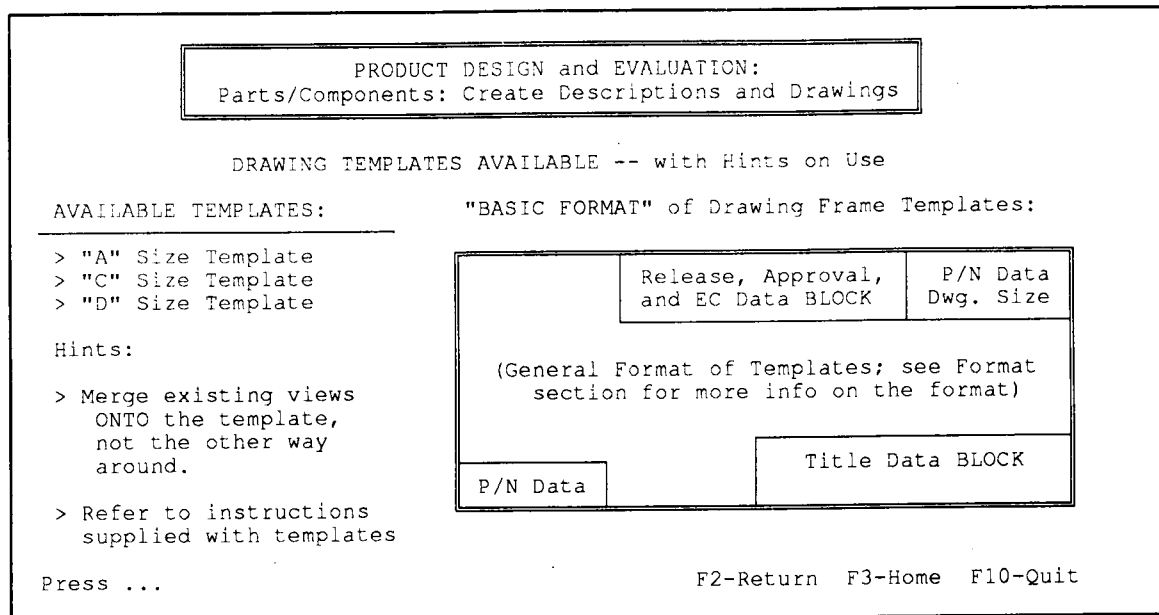 PRODUCT DESIGN and EVALUATION:
Parts/Components: Create Descriptions and Drawings
DRAWING TEMPLATES AVAILABLE -- with Hints on Use
AVAILABLE TEMPLATES:
> "A" Size Template
> "C" Size Template
> "D" Size Template
Hints:
> Merge existing views
ONTO the template,
not the other way
around.
> Refer to instructions
supplied with templates
"BASIC FORMAT" of Drawing Frame Templates:
Release, Approval,
and EC Data BLOCK
P/N Data
Dwg. Size
(General Format of Templates; see Format
section for more info on the format)
P/N Data
Title Data BLOCK
Press ...
F2-Return F3-Home F10-Quit